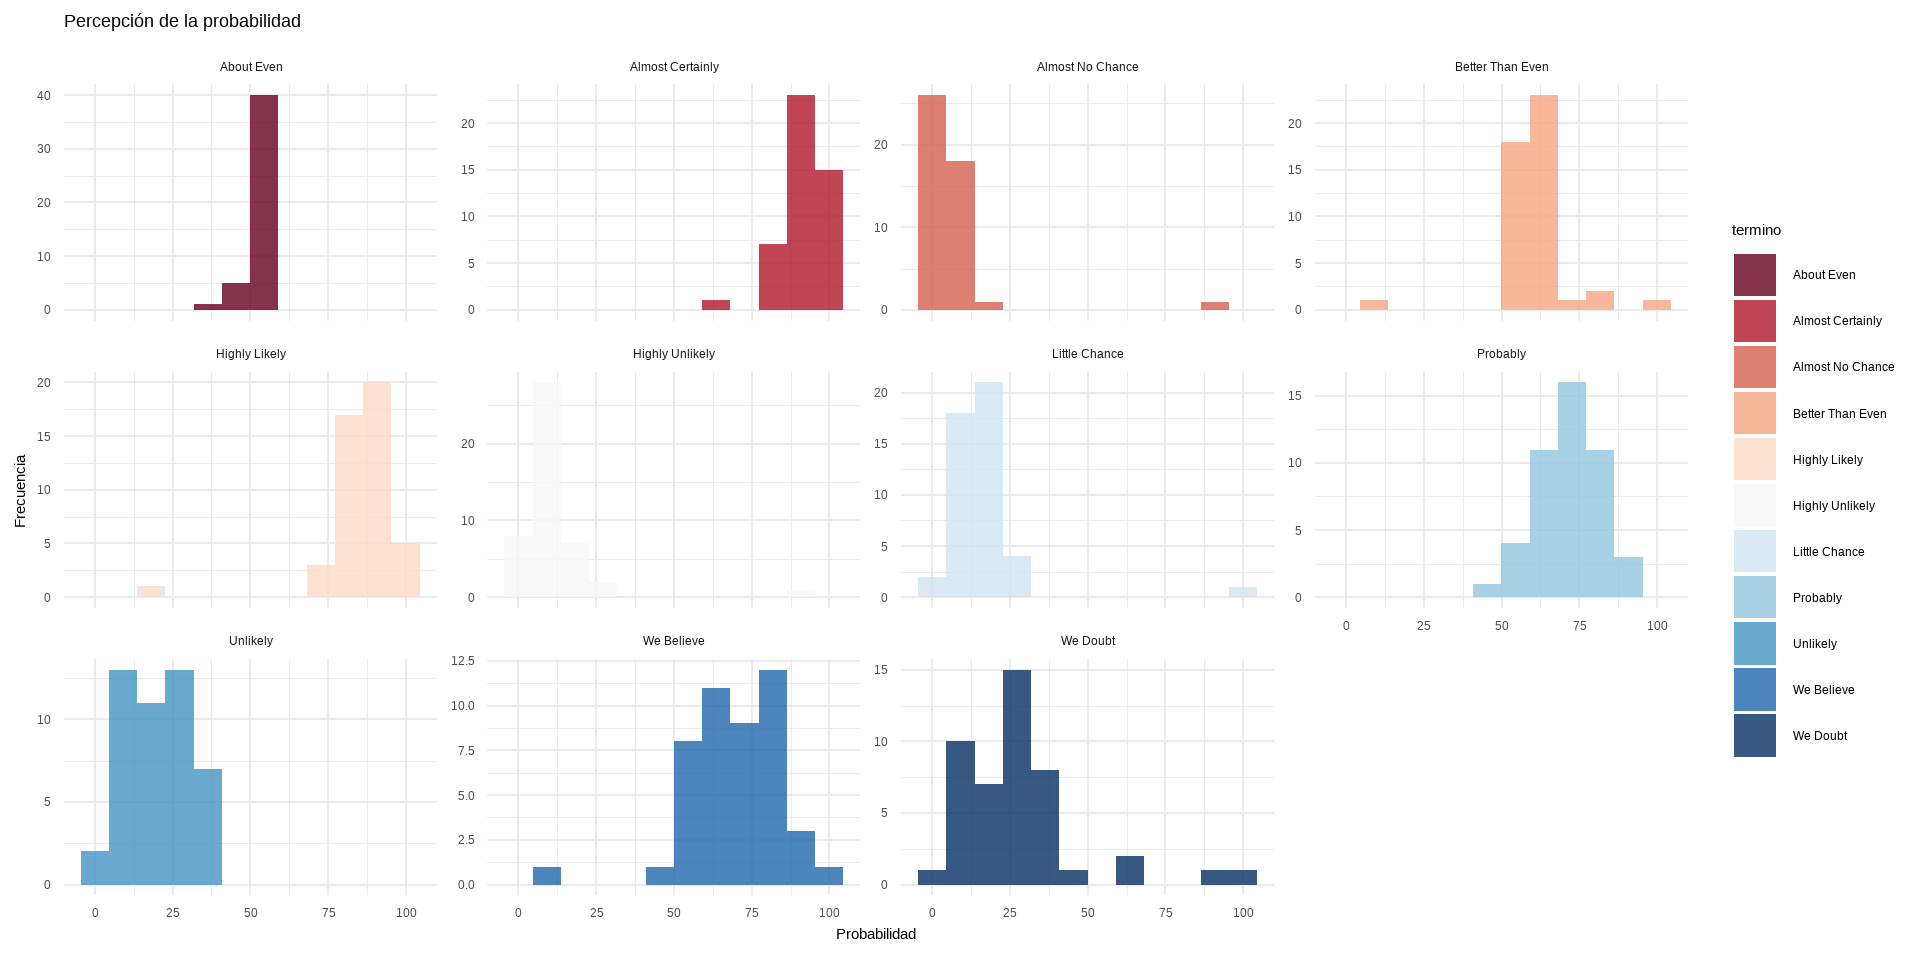 Percepción de la probabilidad
About Even
Almost Certainly
Almost No Chance
Better Than Even
40
30
20
10
0
20
15
10
5
0
20
10
0
20
15
10
5
0
Highly Likely
Highly Unlikely
Little Chance
Probably
20
15
10
5
0
20
10
0
20
15
10
5
0
15
10
5
0
0 25 50 75 100
Unlikely
We Believe
We Doubt
10
5
0
12.5
10.0
7.5
5.0
2.5
0.0
15
10
5
0
0 25 50 75 100
0 25 50 75 100
0 25 50 75 100
Probabilidad
Frecuencia
termino
About Even
Almost Certainly
Almost No Chance
Better Than Even
Highly Likely
Highly Unlikely
Little Chance
Probably
Unlikely
We Believe
We Doubt